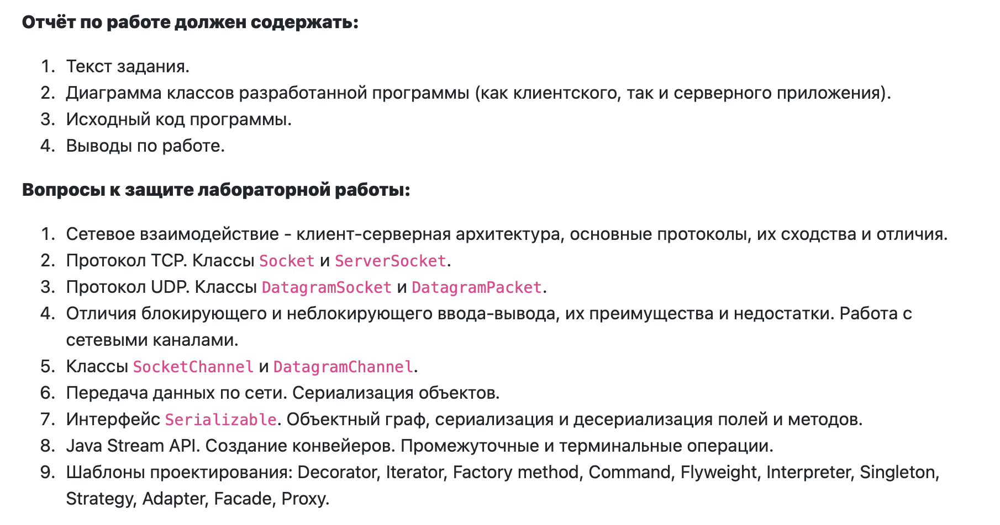 Отчёт по работе должен содержать:
1. Текст задания.
2. Диаграмма классов разработанной программы (как клиентского, так и серверного приложения).
3. Исходный код программы.
4. Выводы по работе.
Вопросы к защите лабораторной работы:
1. Сетевое взаимодействие - клиент-серверная архитектура, основные протоколы, их сходства и отличия.
2. Протокол TCP. Классы Socket и ServerSocket.
3. Протокол UDP. Классы DatagramSocket и DatagramPacket.
4. Отличия блокирующего и неблокирующего ввода-вывода, их преимущества и недостатки. Работа с
сетевыми каналами.
5. Классы SocketChannel и DatagramChannel.
6. Передача данных по сети. Сериализация объектов.
7. Интерфейс Serializable. Объектный граф, сериализация и десериализация полей и методов.
8. Java Stream API. Создание конвейеров. Промежуточные и терминальные операции.
9. Шаблоны проектирования: Decorator, Iterator, Factory method, Command, Flyweight, Interpreter, Singleton,
Strategy, Adapter, Facade, Proxy.